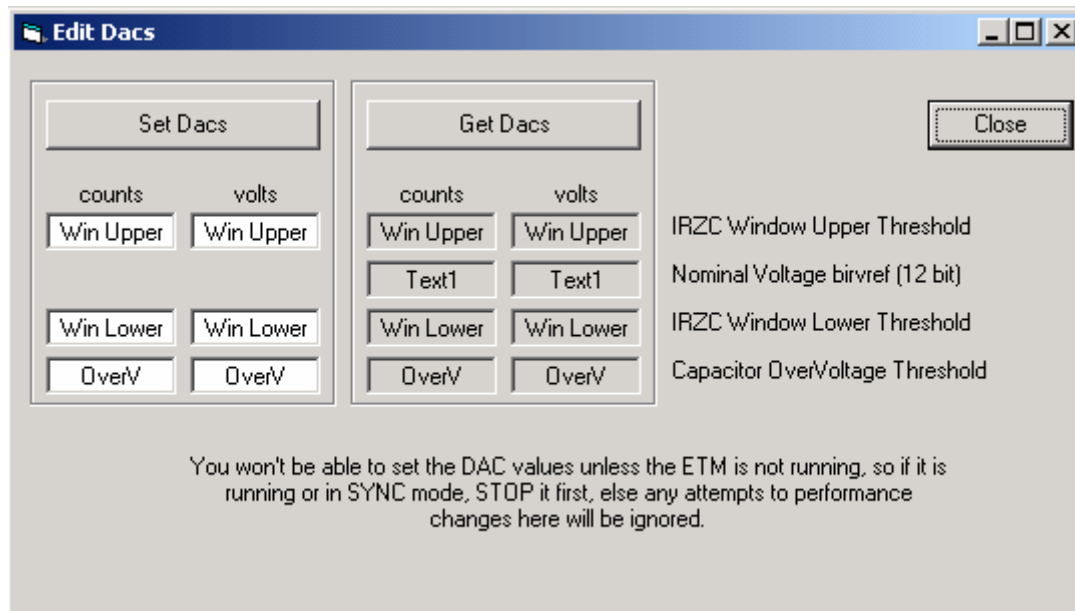 Edit Dacs
Set Dacs Get Dacs Close
counts volts counts volts
Win Upper Win Upper Win Upper Win Upper IRZC Window Upper Threshold
Text1 Text1 Nominal Voltage birvref (12 bit)
Win Lower Win Lower Win Lower Win Lower IRZC Window Lower Threshold
OverV OverV OverV OverV Capacitor OverVoltage Threshold
You won't be able to set the DAC values unless the ETM is not running, so if it is
running or in SYNC mode, STOP it first, else any attempts to performance
changes here will be ignored.